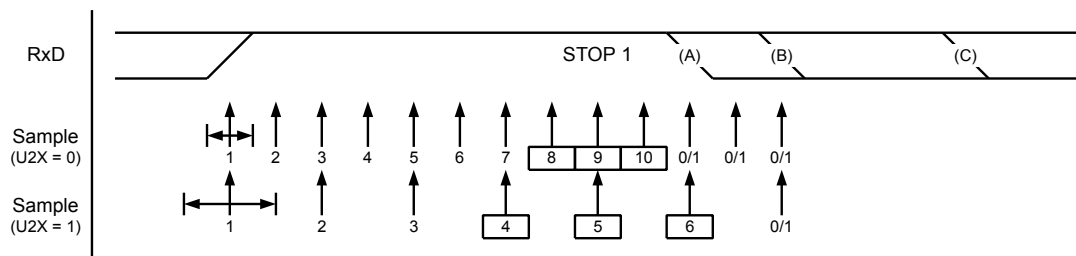 RxD STOP 1 (A) (B) (C)
Sample
(U2X = 0)
1 2 3 4 5 6 7 8 9 10 0/1 0/1 0/1
Sample
(U2X = 1)
1 2 3 4 5 6 0/1